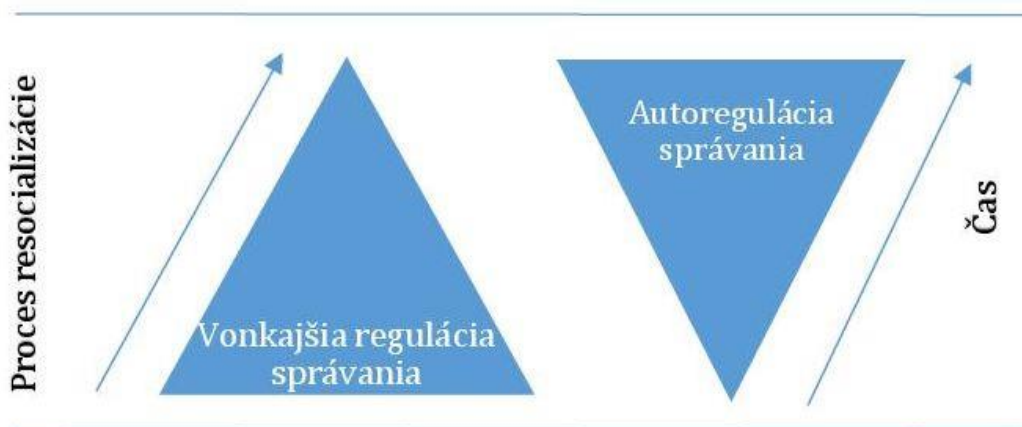 Proces resocializácie
Vonkajšia regulácia
správania
Autoregulácia
správania
Čas